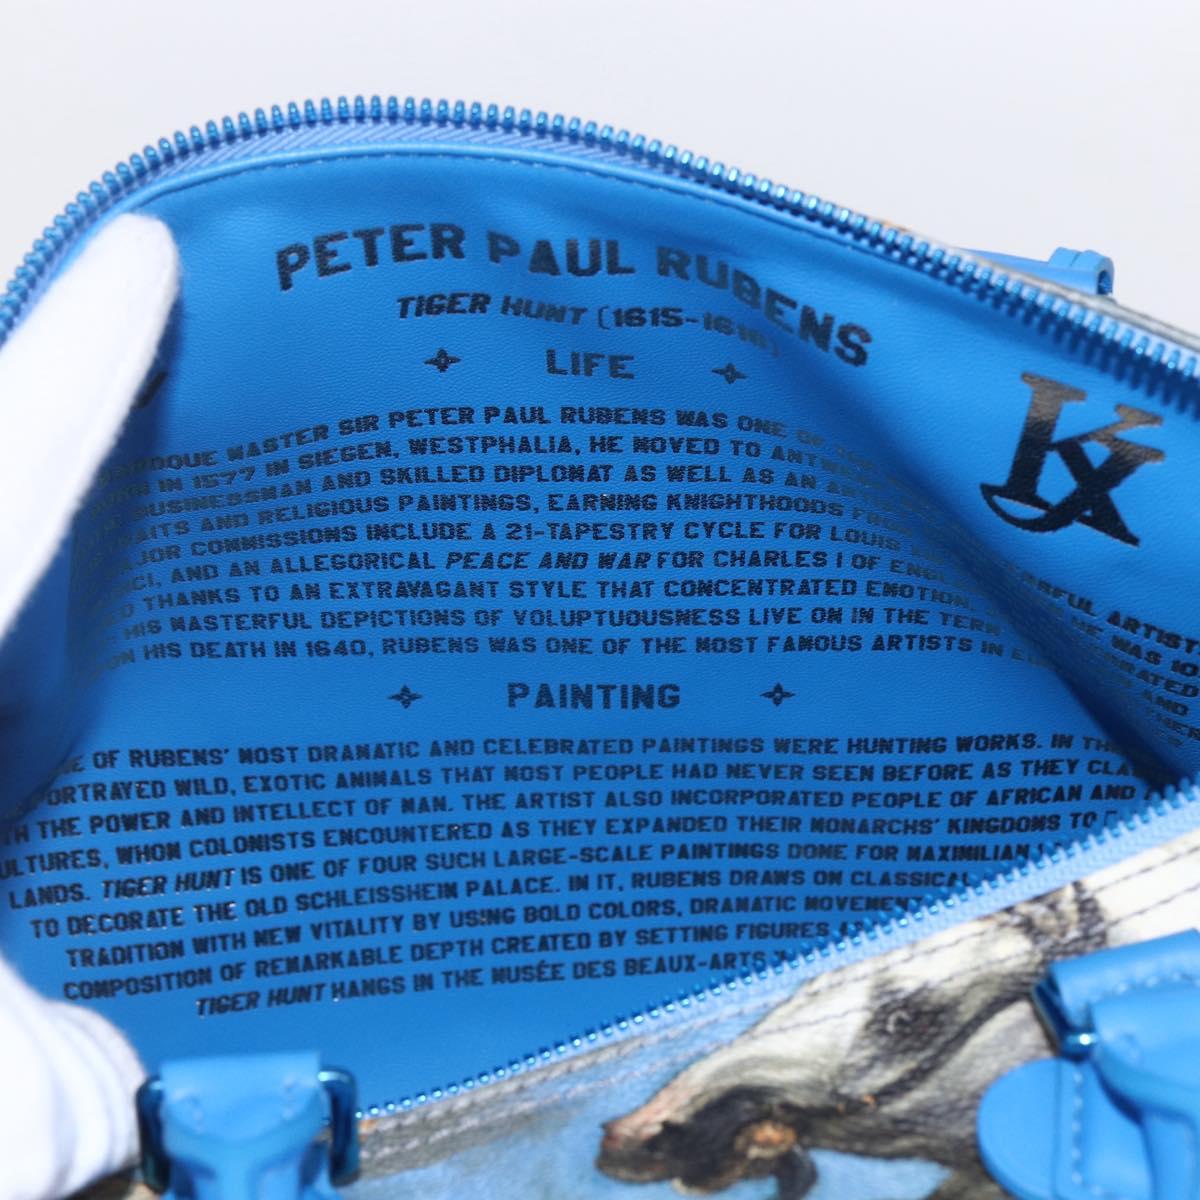 PETER PAUL RUBENS
TIGER HUNT (1615-1616)
LIFE
KX
MASTER SIR PETER PAUL RUBENS WAS ONE OF
IN 1577 IN SIEGEN, WESTPHALIA, HE MOVED TO
BUSINESSMAN AND SKILLED DIPLOMAT AS WELL AS AN
AND RELIGIOUS PAINTINGS, EARNING KNIGHTHOODS
COMMISSIONS INCLUDE A 21-TAPESTRY CYCLE FOR LOUIS
AND AN ALLEGORICAL PEACE AND WAR FOR CHARLES I OF
THANKS TO AN EXTRAVAGANT STYLE THAT CONCENTRATED EMOTION,
HIS MASTERFUL DEPICTIONS OF VOLUPTUOUSNESS LIVE ON IN THE TERM
HIS DEATH IN 1640, RUBENS WAS ONE OF THE MOST FAMOUS ARTISTS IN
PAINTING
OF RUBENS' MOST DRAMATIC AND CELEBRATED PAINTINGS WERE HUNTING WORKS. IN
WILD, EXOTIC ANIMALS THAT MOST PEOPLE HAD NEVER SEEN BEFORE AS THEY
THE POWER AND INTELLECT OF MAN. THE ARTIST ALSO INCORPORATED PEOPLE OF AFRICAN AND
WHOM COLONISTS ENCOUNTERED AS THEY EXPANDED THEIR MONARCHS' KINGDOMS TO
LANDS. TIGER HUNT IS ONE OF FOUR SUCH LARGE-SCALE PAINTINGS DONE FOR MAXIMILIAN
TO DECORATE THE OLD SCHLEISSHEIM PALACE. IN IT, RUBENS DRAWS ON CLASSICAL
TRADITION WITH NEW VITALITY BY USING BOLD COLORS, DRAMATIC
COMPOSITION OF REMARKABLE DEPTH CREATED BY SETTING FIGURES
TIGER HUNT HANGS IN THE MUSÉE DES BEAUX-ARTS